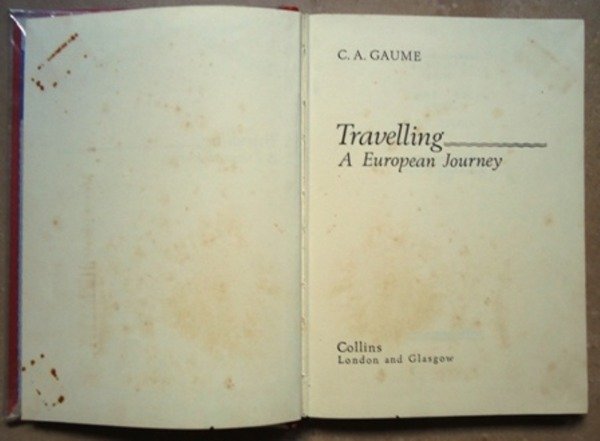 C. A. GAUME
Travelling
A European Journey
Collins
London and Glasgow